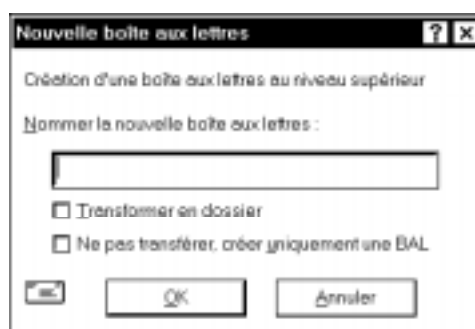 Nouvelle boîte aux lettres
Création d'une boîte aux lettres au niveau supérieur
Nommer la nouvelle boîte aux lettres :
Transformer en dossier
Ne pas transférer, créer uniquement une BAL
OK Annuler